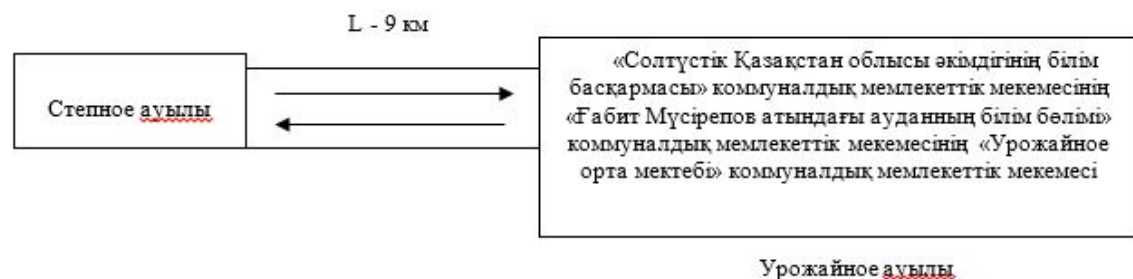 L - 9 км
Степное ауылы
«Солтүстік Қазақстан облысы әкімдігінің білім
басқармасы» коммуналдық мемлекеттік мекемесінің
«Ғабит Мүсірепов атындағы ауданның білім бөлімі»
коммуналдық мемлекеттік мекемесінің «Урожайное
орта мектебі» коммуналдық мемлекеттік мекемесі
Урожайное ауылы